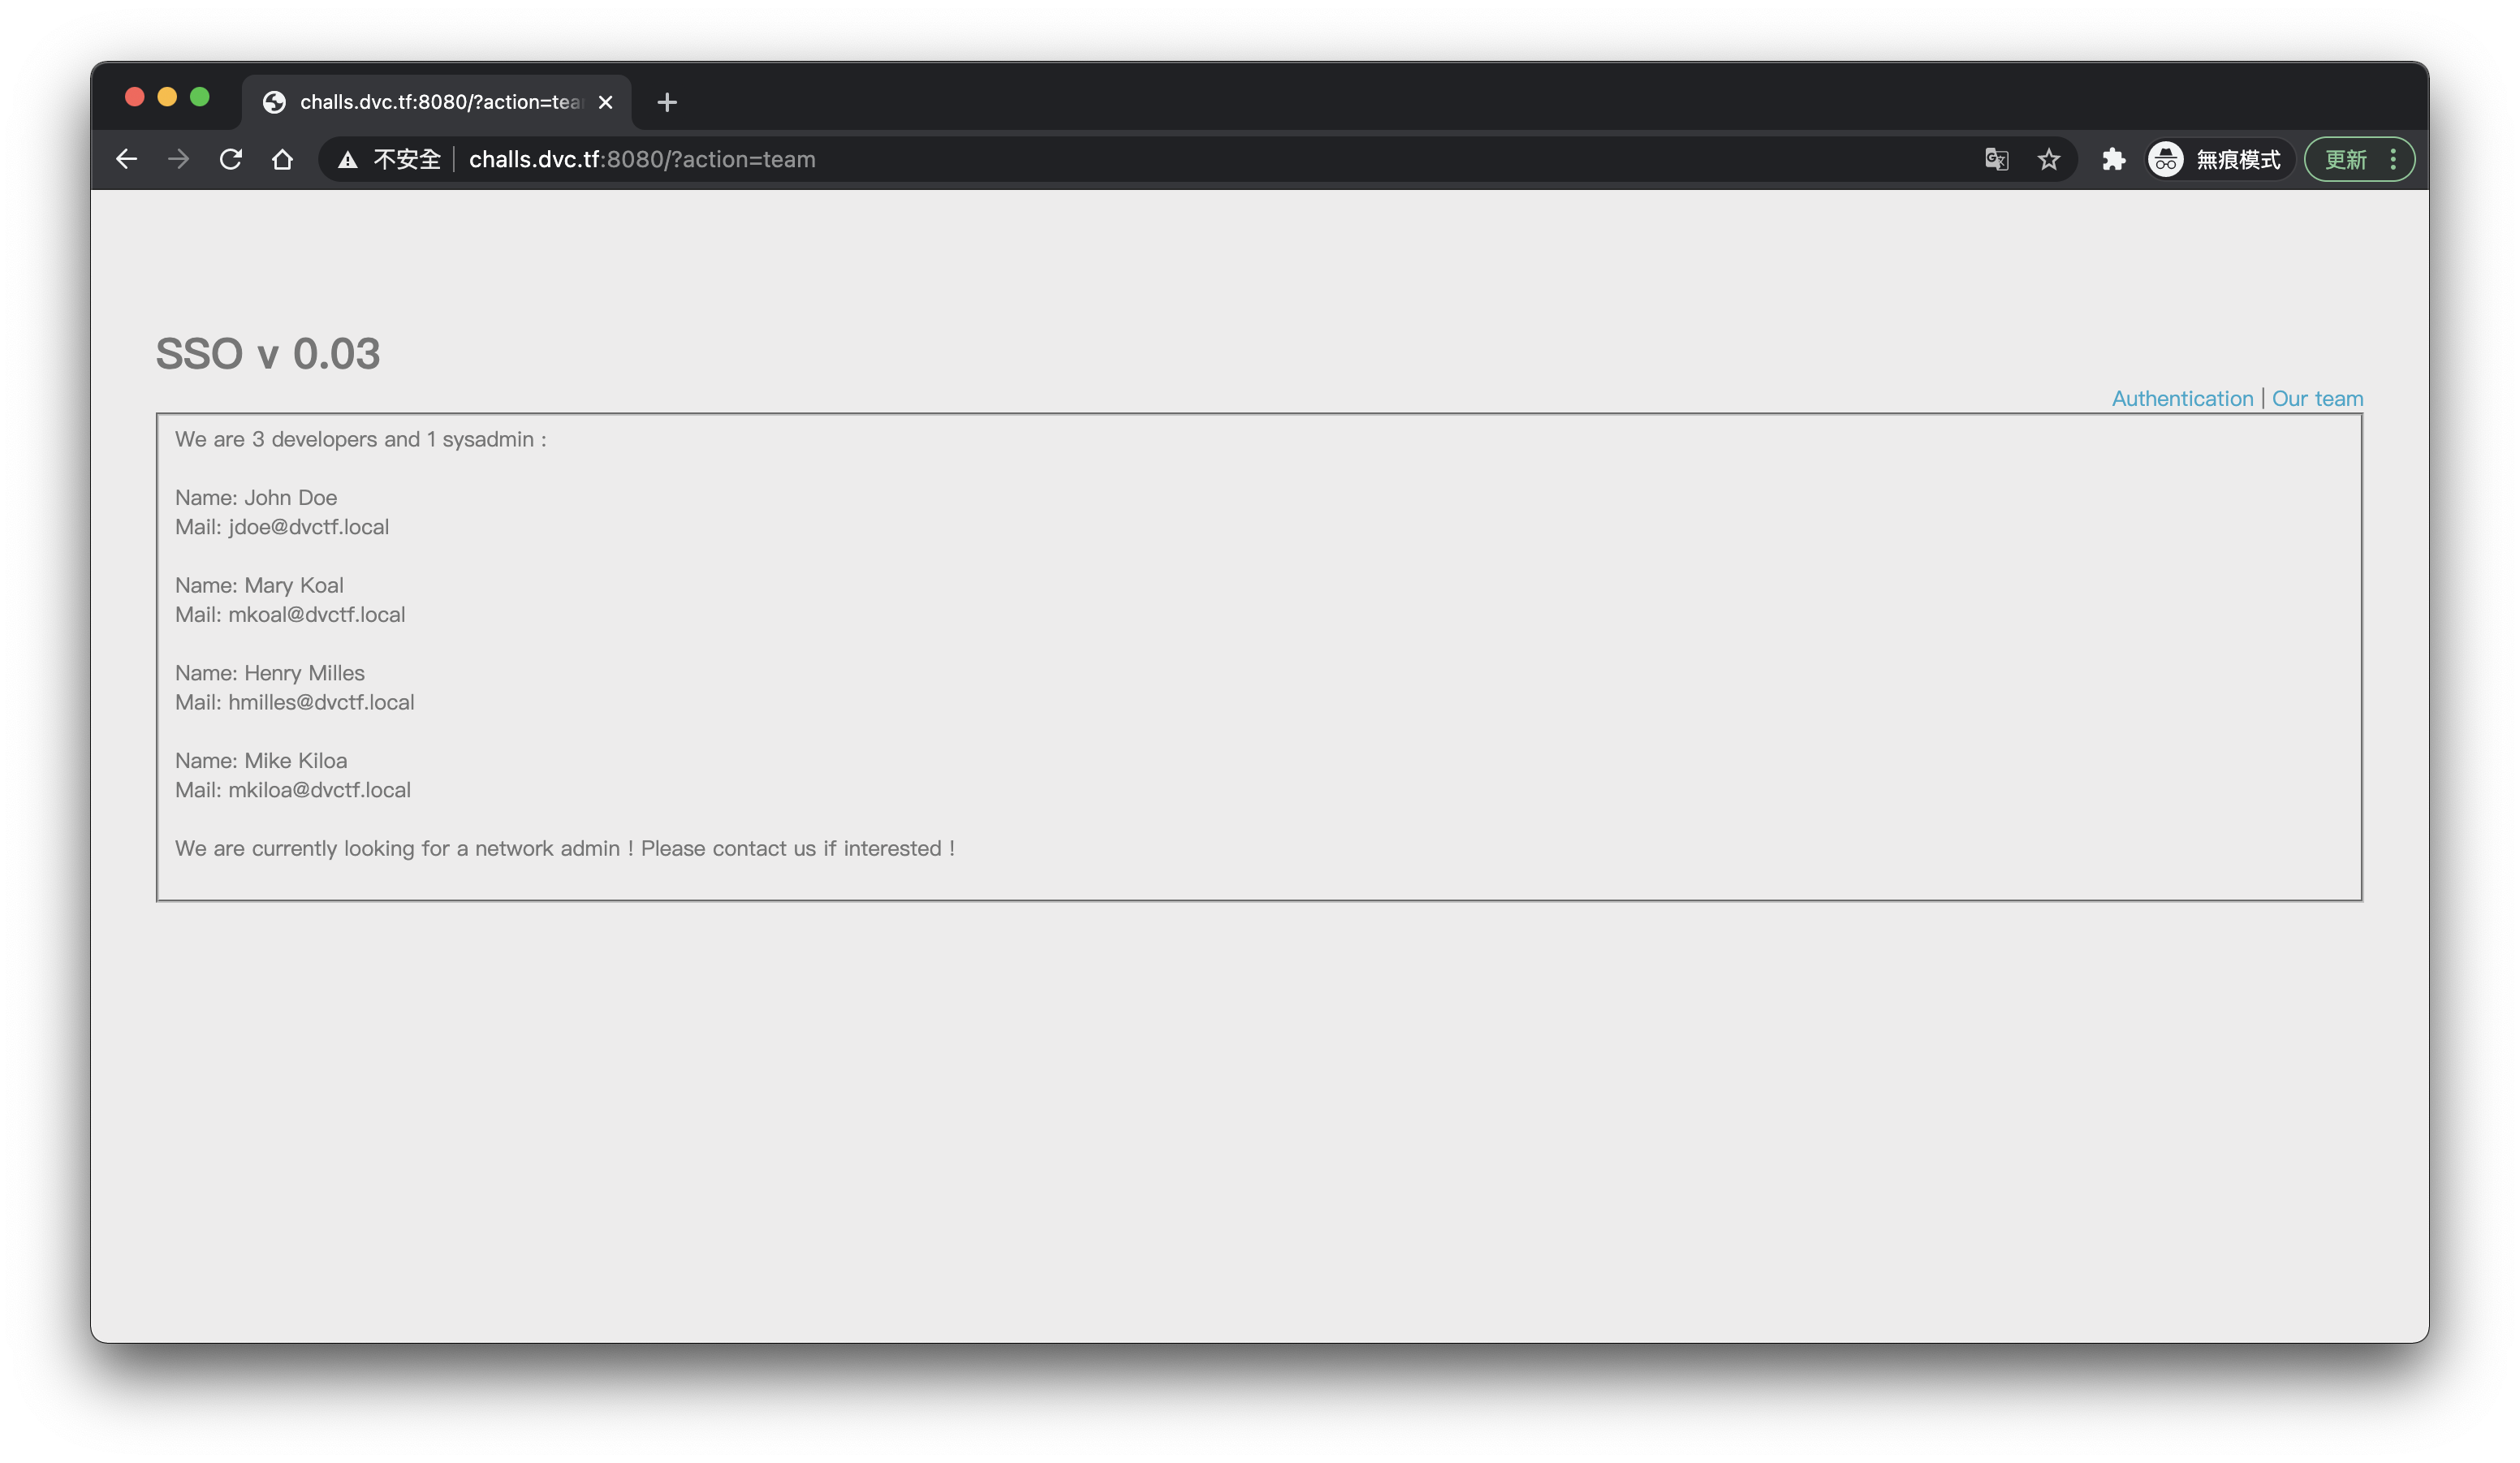 challs.dvc.tf:8080/?action=tea
不安全
challs.dvc.tf:8080/?action=team
無痕模式
更新
SSO v 0.03
Authentication | Our team
We are 3 developers and 1 sysadmin :
Name: John Doe
Mail: jdoe@dvctf.local
Name: Mary Koal
Mail: mkoal@dvctf.local
Name: Henry Milles
Mail: hmilles@dvctf.local
Name: Mike Kiloa
Mail: mkiloa@dvctf.local
We are currently looking for a network admin ! Please contact us if interested !